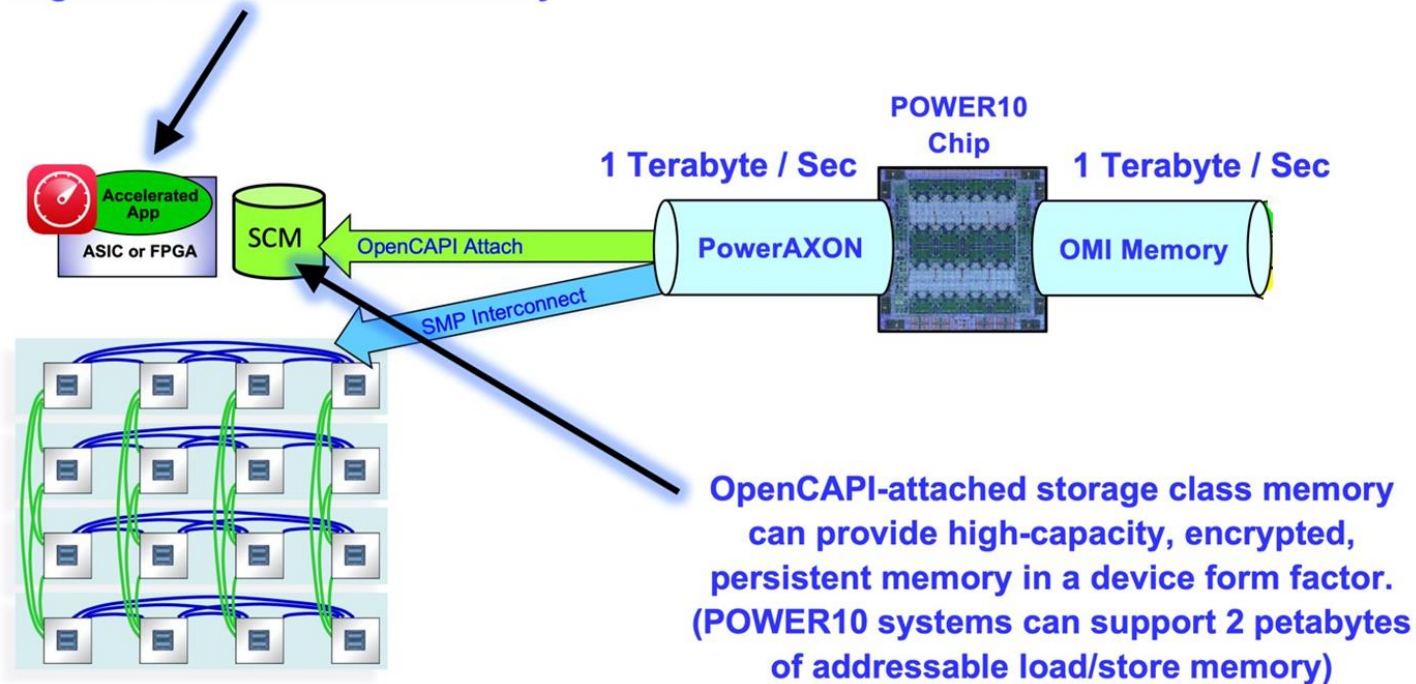 POWER10
Chip
1 Terabyte / Sec
1 Terabyte / Sec
Accelerated
App
ASIC or FPGA
SCM
OpenCAPI Attach
PowerAXON
OMI Memory
SMP Interconnect
OpenCAPI-attached storage class memory
can provide high-capacity, encrypted,
persistent memory in a device form factor.
(POWER10 systems can support 2 petabytes
of addressable load/store memory)